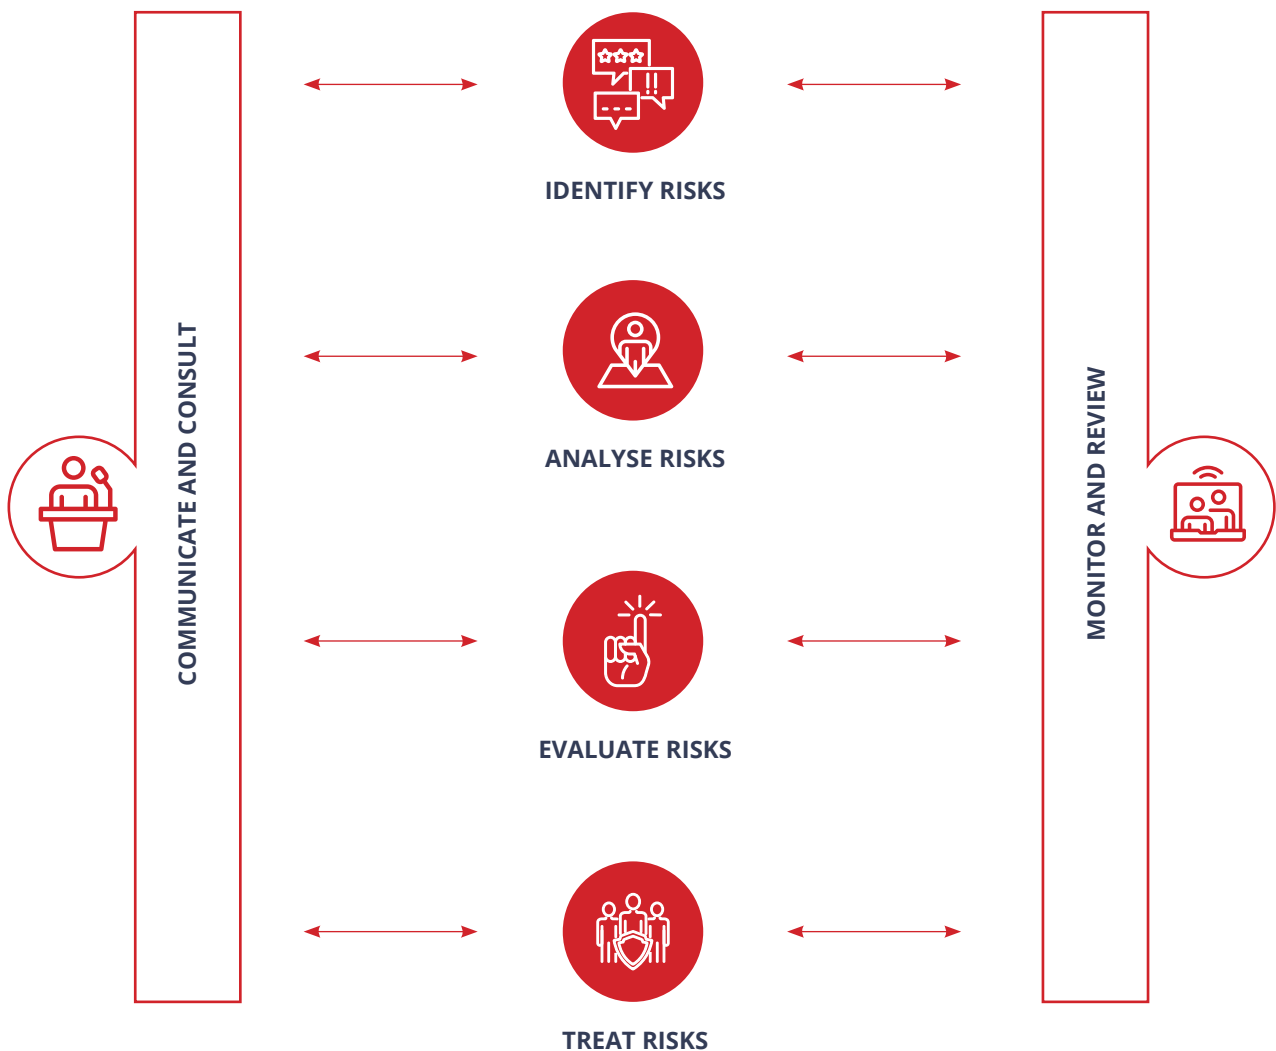 IDENTIFY RISKS
COMMUNICATE AND CONSULT
ANALYSE RISKS
MONITOR AND REVIEW
EVALUATE RISKS
TREAT RISKS